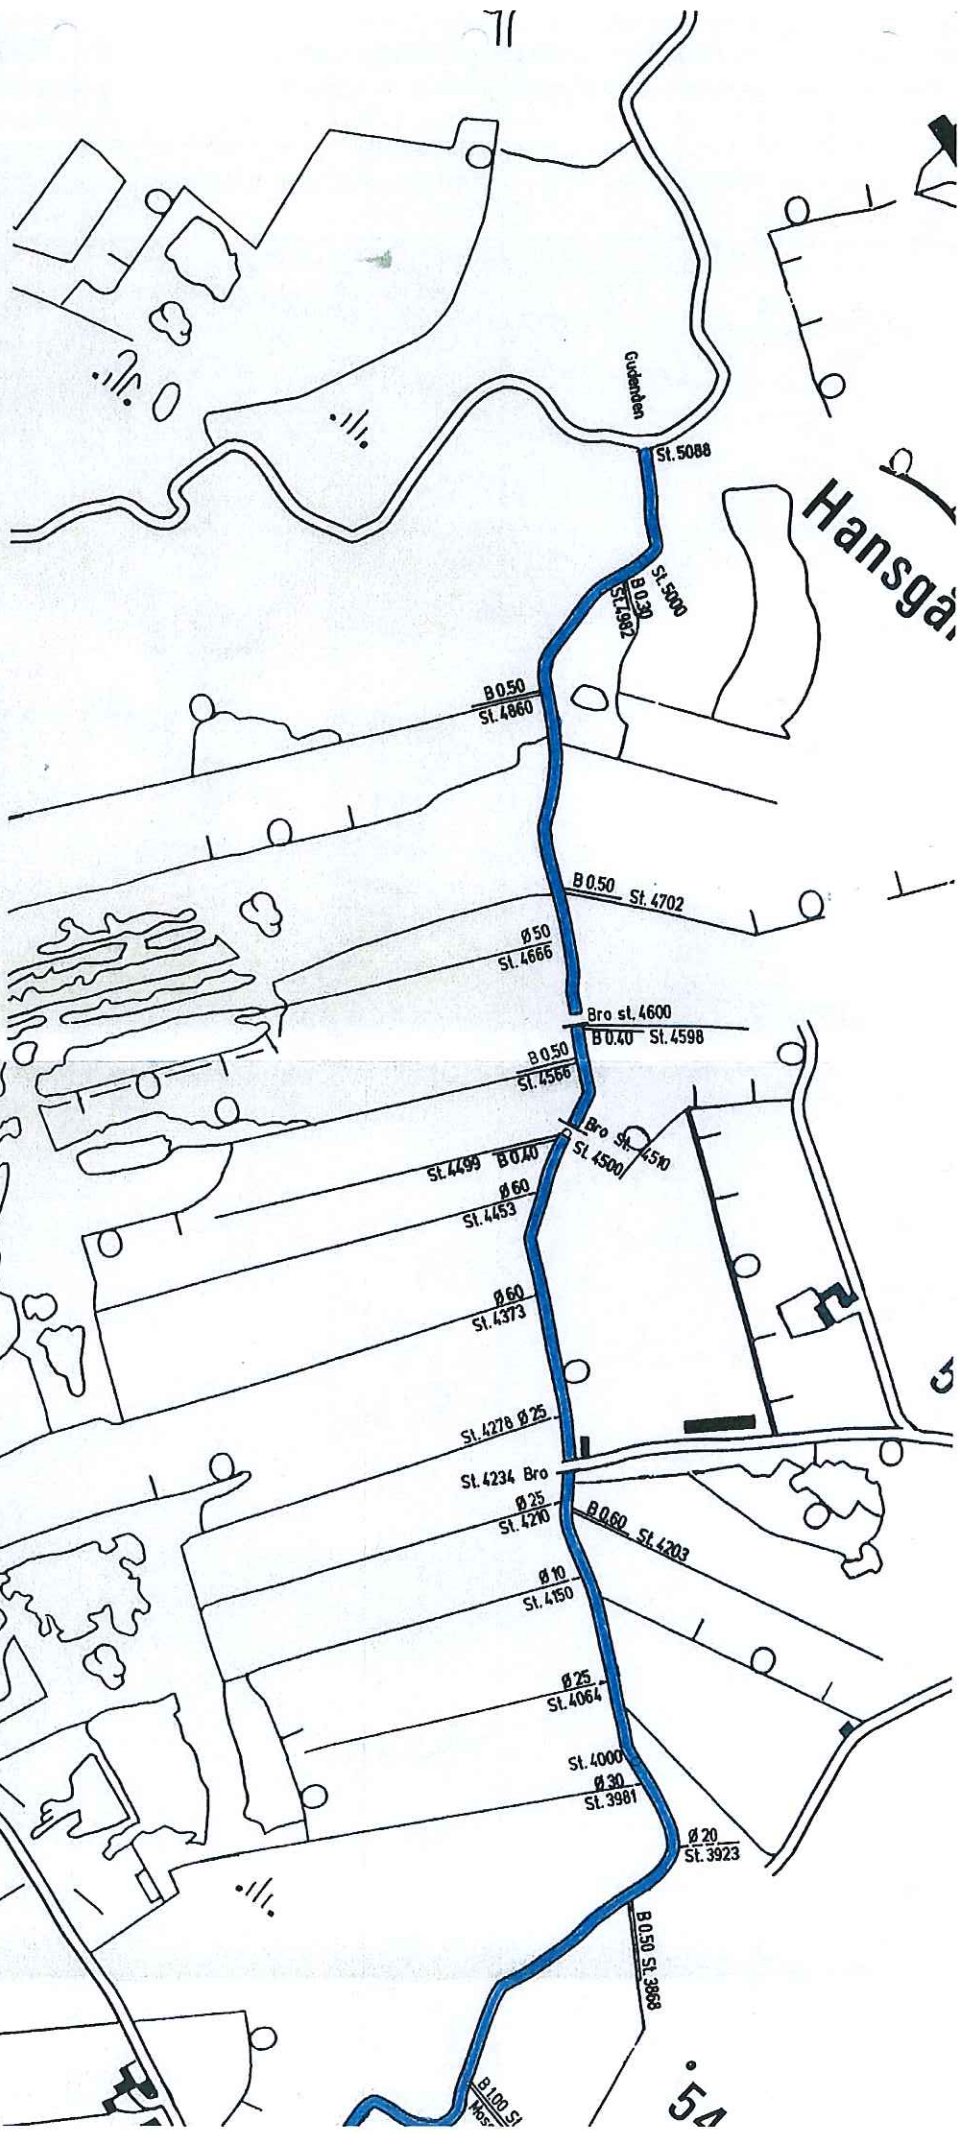 Gudenåen
St. 5088
Hansgå
St. 5000
B 0.30
St. 4982
B 0.50
St. 4860
B 0.50 St. 4702
Ø 50
St. 4666
Bro st. 4600
B 0.40 St. 4598
B 0.50
St. 4566
Bro St. 4510
St. 4500
St. 4499 B 0.40
Ø 60
St. 4453
Ø 60
St. 4373
St. 4278 Ø 25
St. 4234 Bro
Ø 25
St. 4210
B 0.60 St. 4203
Ø 10
St. 4150
Ø 25
St. 4064
St. 4000
Ø 30
St. 3981
Ø 20
St. 3923
B 0.50 St. 3868
B 1.00 St
Mos
54